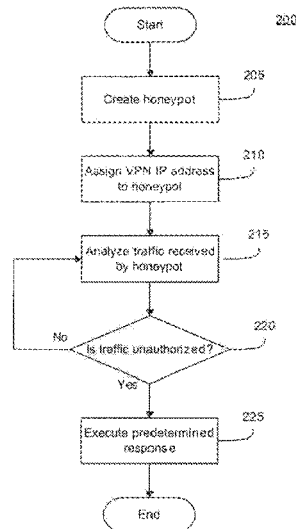 200
Start
205
Create honeypot
210
Assign VPN IP address
to honeypot
215
Analyze traffic received
by honeypot
220
No
Is traffic unauthorized?
Yes
225
Execute predetermined
response
End